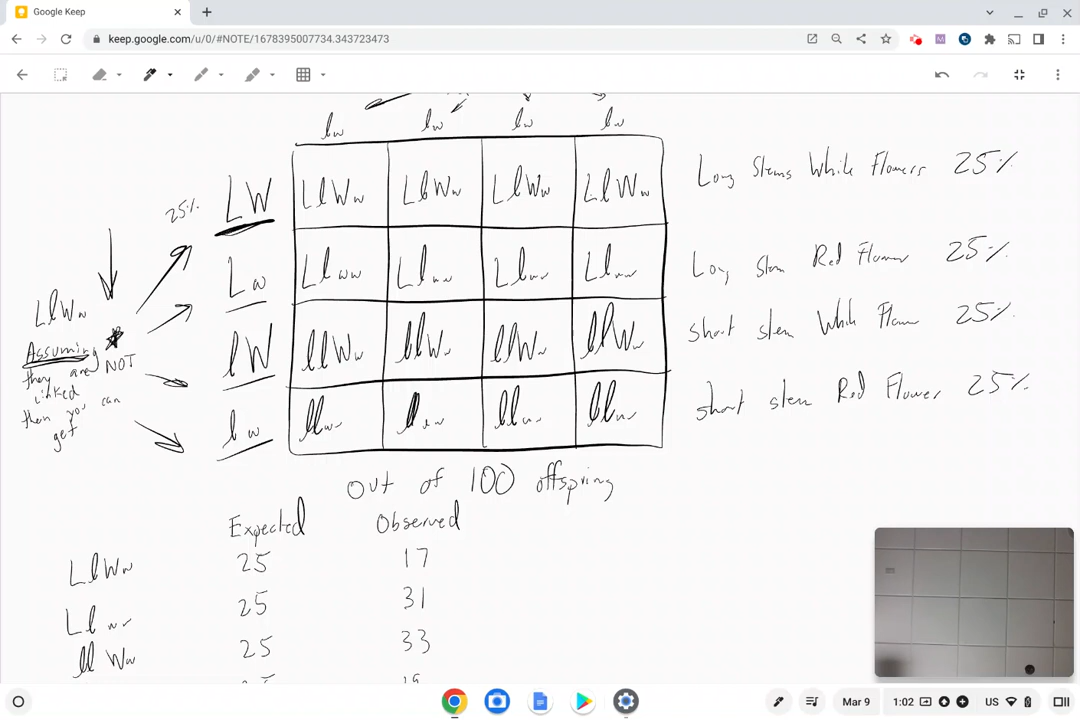 Google Keep
keep.google.com/u/0/#NOTE/1678395007734.343723473
lw lw lw lw
25%
LW LlWw LlWw LlWw LlWw
Long Stems White Flowers 25%
Lw Llww Llww Llww Llww
Long stem Red Flower 25%
lW llWw llWw llWw llWw
short stem White Flower 25%
lw llww llww llww llww
short stem Red Flower 25%
LlWw
Assuming
they are NOT
linked
then you can
get
Out of 100 offspring
Expected Observed
LlWw 25 17
Llww 25 31
llWw 25 33
Mar 9 1:02 US